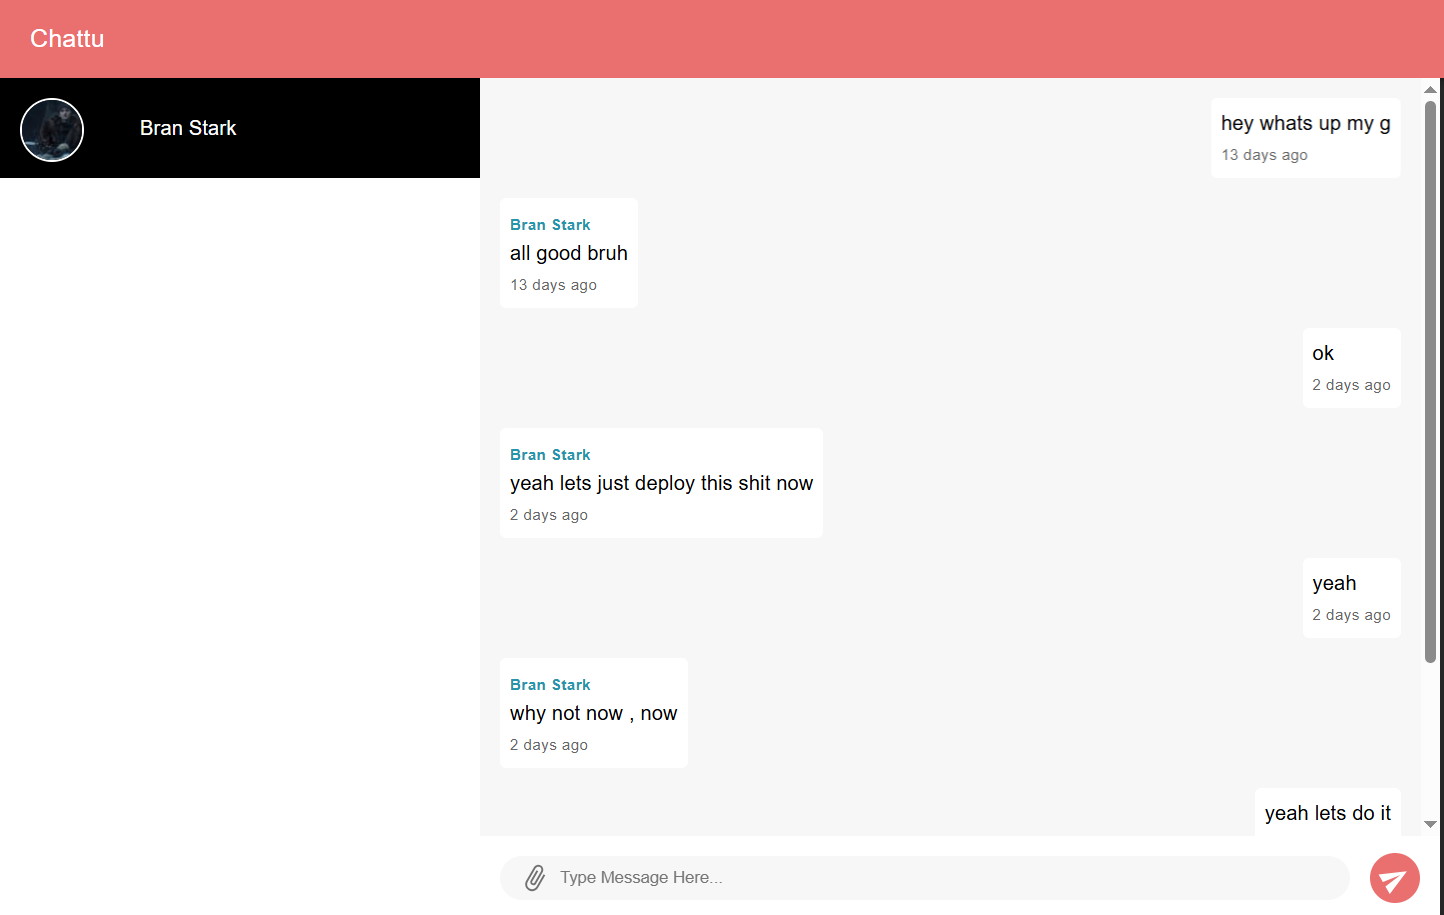 Chattu
Bran Stark
hey whats up my g
13 days ago
Bran Stark
all good bruh
13 days ago
ok
2 days ago
Bran Stark
yeah lets just deploy this shit now
2 days ago
yeah
2 days ago
Bran Stark
why not now , now
2 days ago
yeah lets do it
Type Message Here...